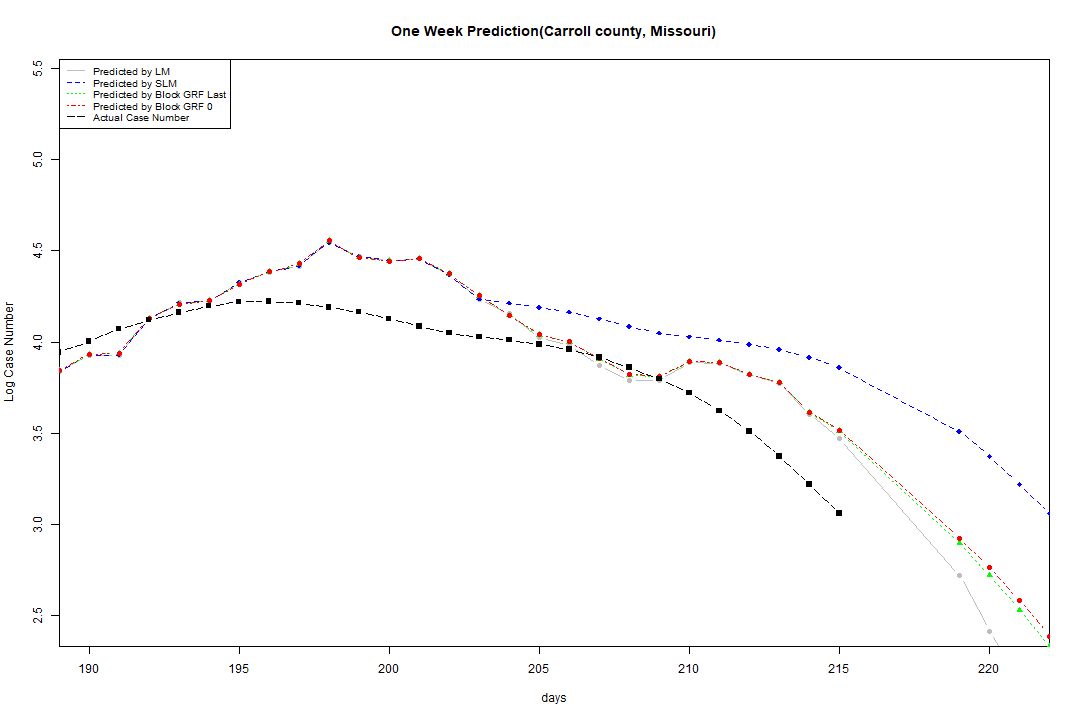 One Week Prediction(Carroll county, Missouri)
Predicted by LM
Predicted by SLM
Predicted by Block GRF Last
Predicted by Block GRF 0
Actual Case Number
5.5
5.0
4.5
4.0
3.5
3.0
2.5
Log Case Number
190 195 200 205 210 215 220
days